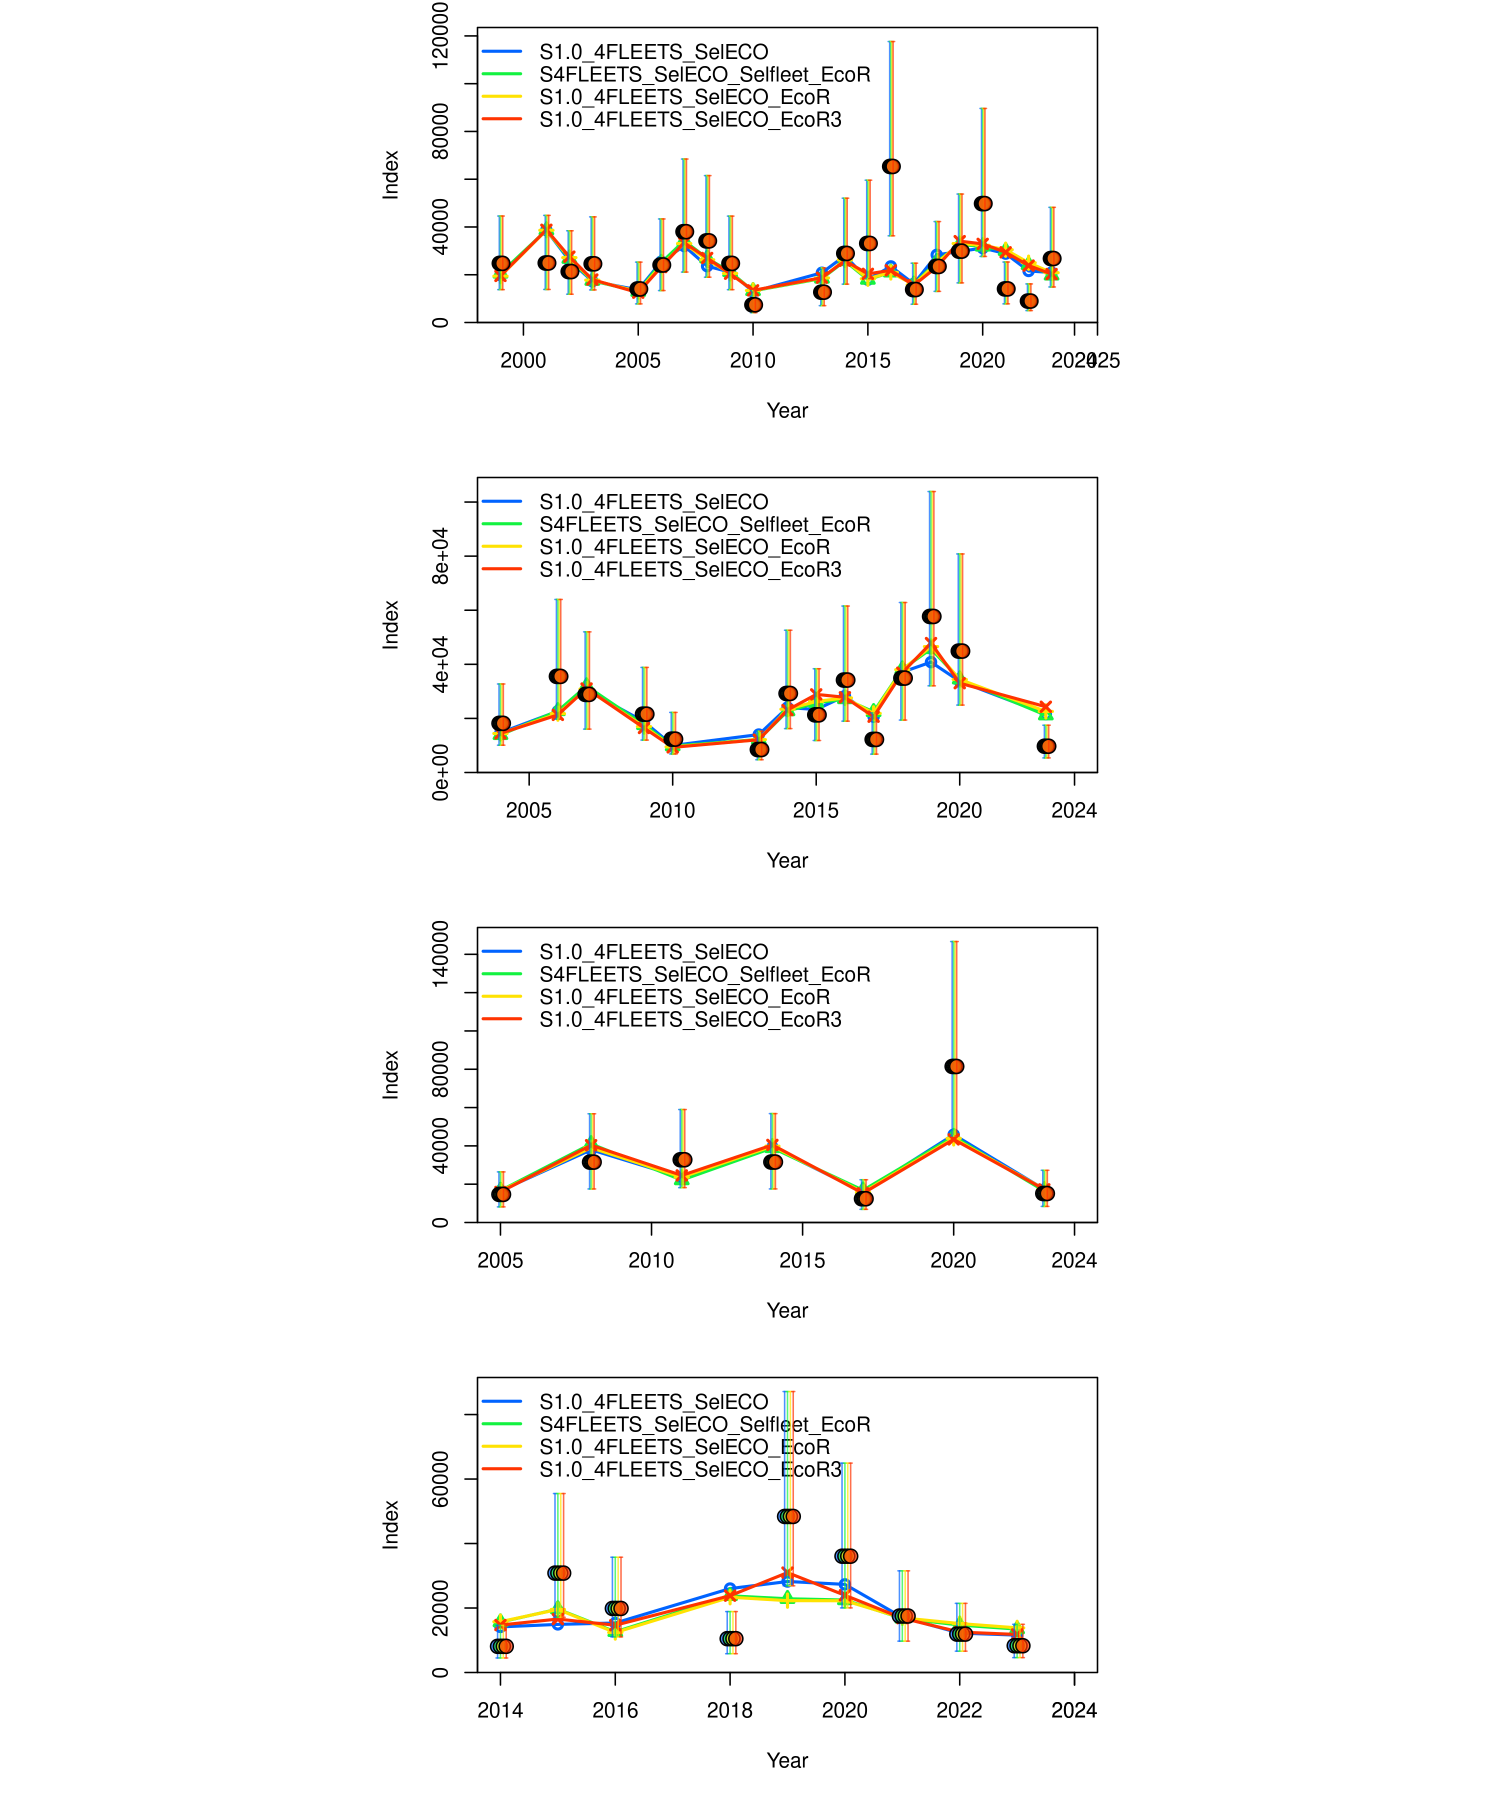 120000
80000
40000
0
Index
S1.0_4FLEETS_SelECO
S4FLEETS_SelECO_Selfleet_EcoR
S1.0_4FLEETS_SelECO_EcoR
S1.0_4FLEETS_SelECO_EcoR3
2000 2005 2010 2015 2020 2024 2025
Year
8e+04
4e+04
0e+00
Index
S1.0_4FLEETS_SelECO
S4FLEETS_SelECO_Selfleet_EcoR
S1.0_4FLEETS_SelECO_EcoR
S1.0_4FLEETS_SelECO_EcoR3
2005 2010 2015 2020 2024
Year
140000
80000
40000
0
Index
S1.0_4FLEETS_SelECO
S4FLEETS_SelECO_Selfleet_EcoR
S1.0_4FLEETS_SelECO_EcoR
S1.0_4FLEETS_SelECO_EcoR3
2005 2010 2015 2020 2024
Year
60000
20000
0
Index
S1.0_4FLEETS_SelECO
S4FLEETS_SelECO_Selfleet_EcoR
S1.0_4FLEETS_SelECO_EcoR
S1.0_4FLEETS_SelECO_EcoR3
2014 2016 2018 2020 2022 2024
Year